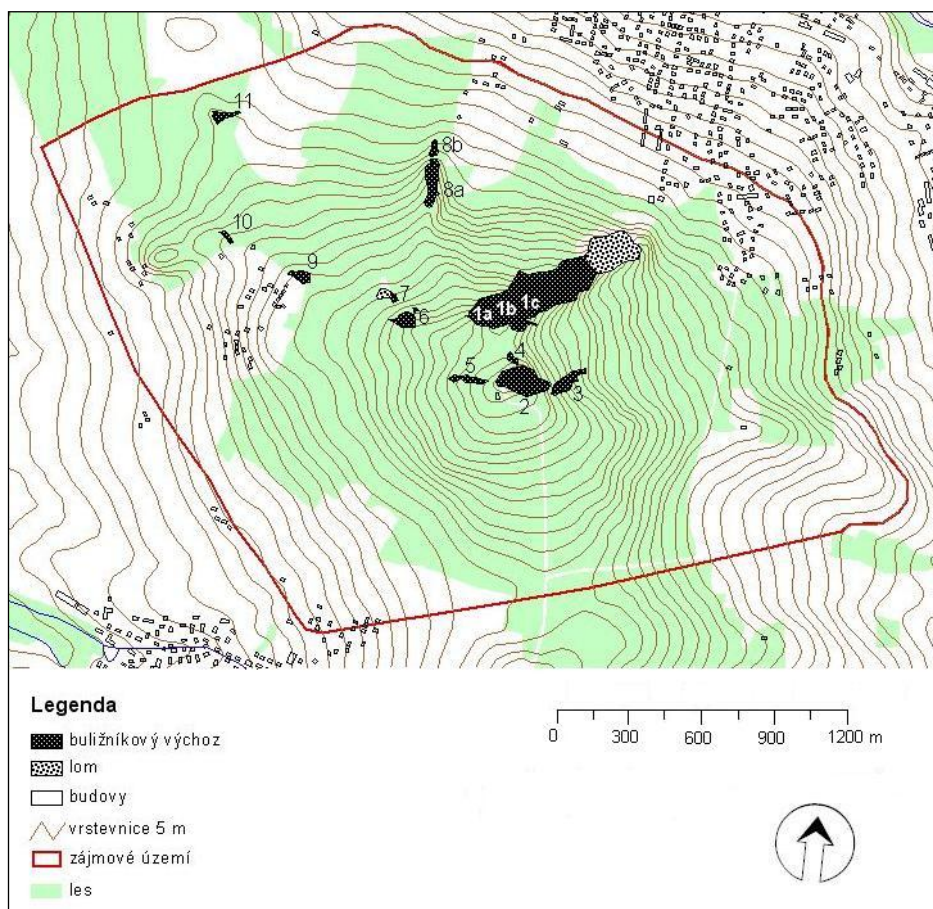 11
8b
8a
10
9
7
6
1a 1b 1c
4
5
3
2
Legenda
buližníkový výchoz
lom
budovy
vrstevnice 5 m
zájmové území
les
0 300 600 900 1200 m